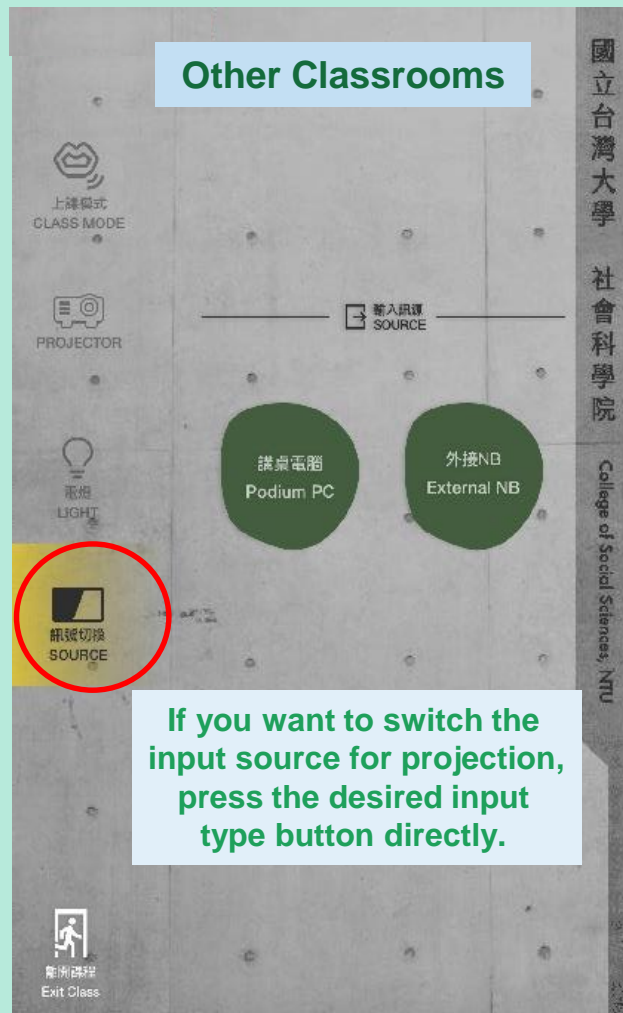 Other Classrooms
國立台灣大學 社會科學院
College of Social Sciences, NTU
上課模式
CLASS MODE
PROJECTOR
電燈
LIGHT
訊號切換
SOURCE
輸入訊源
SOURCE
講桌電腦
Podium PC
外接NB
External NB
If you want to switch the
input source for projection,
press the desired input
type button directly.
離開課程
Exit Class